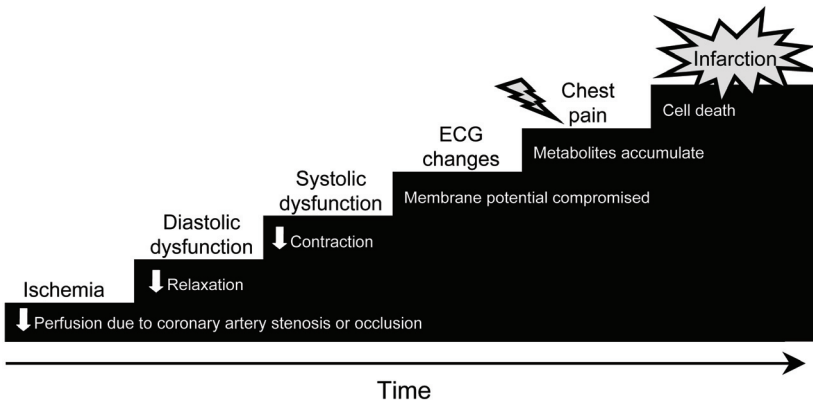 Infarction
Cell death
Chest
pain
Metabolites accumulate
ECG
changes
Membrane potential compromised
Systolic
dysfunction
Contraction
Diastolic
dysfunction
Relaxation
Ischemia
Perfusion due to coronary artery stenosis or occlusion
Time